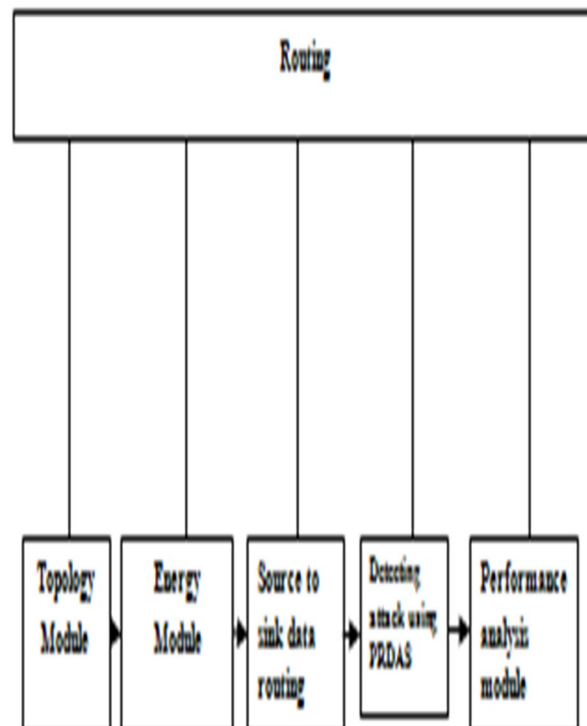 Routing
Topology
Module
Energy
Module
Source to
sink data
routing
Detecting
attack using
PRDAS
Performance
analysis
module